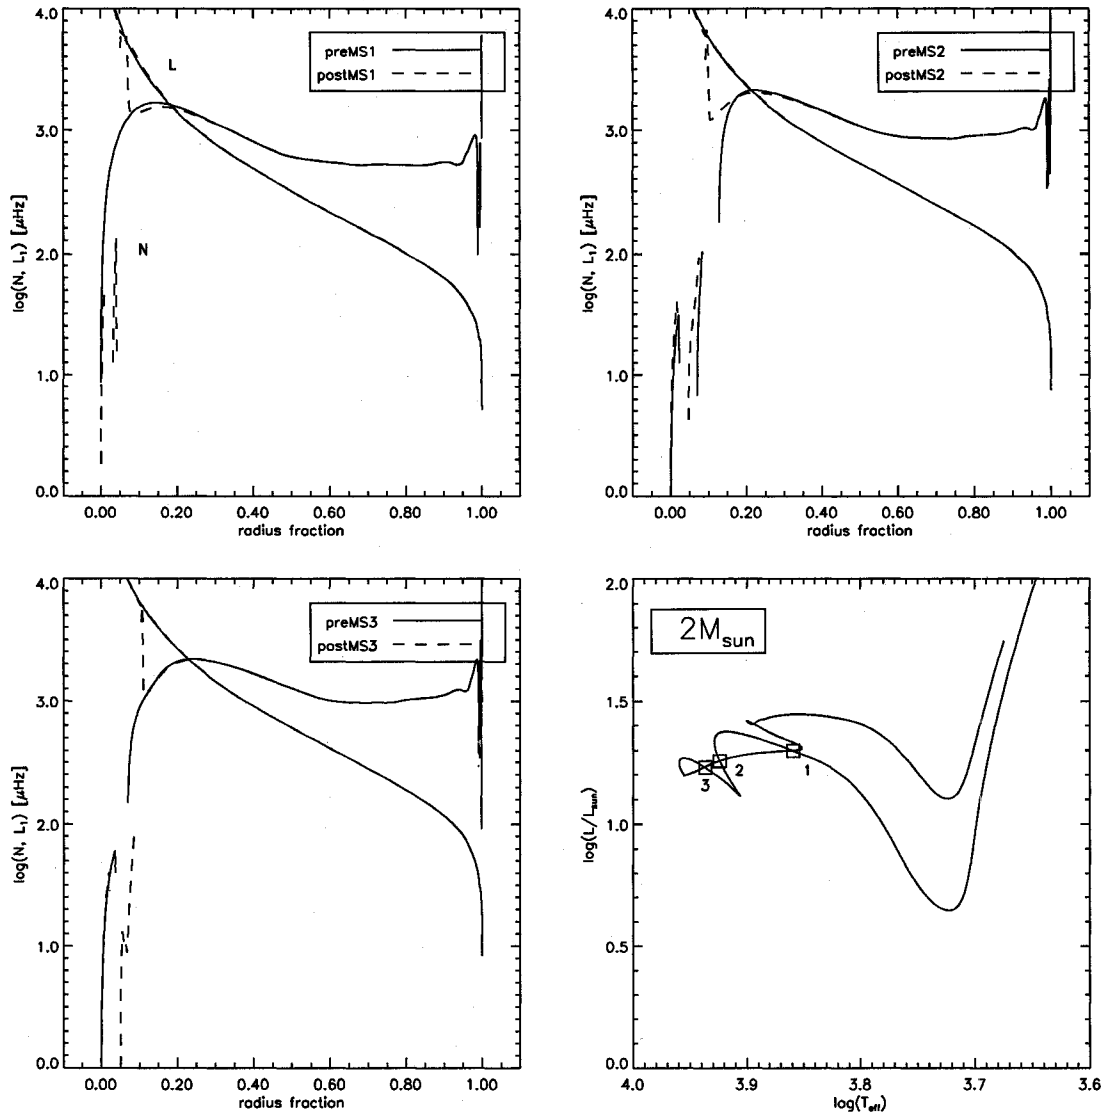 4.0
3.0
2.0
1.0
0.0
log(N, L₁) [μHz]
preMS1
postMS1
L
N
0.00 0.20 0.40 0.60 0.80 1.00
radius fraction
4.0
3.0
2.0
1.0
0.0
log(N, L₁) [μHz]
preMS2
postMS2
0.00 0.20 0.40 0.60 0.80 1.00
radius fraction
4.0
3.0
2.0
1.0
0.0
log(N, L₁) [μHz]
preMS3
postMS3
0.00 0.20 0.40 0.60 0.80 1.00
radius fraction
2.0
1.5
1.0
0.5
0.0
log(L/Lsun)
2Msun
3 2 1
4.0 3.9 3.8 3.7 3.6
log(Teff)